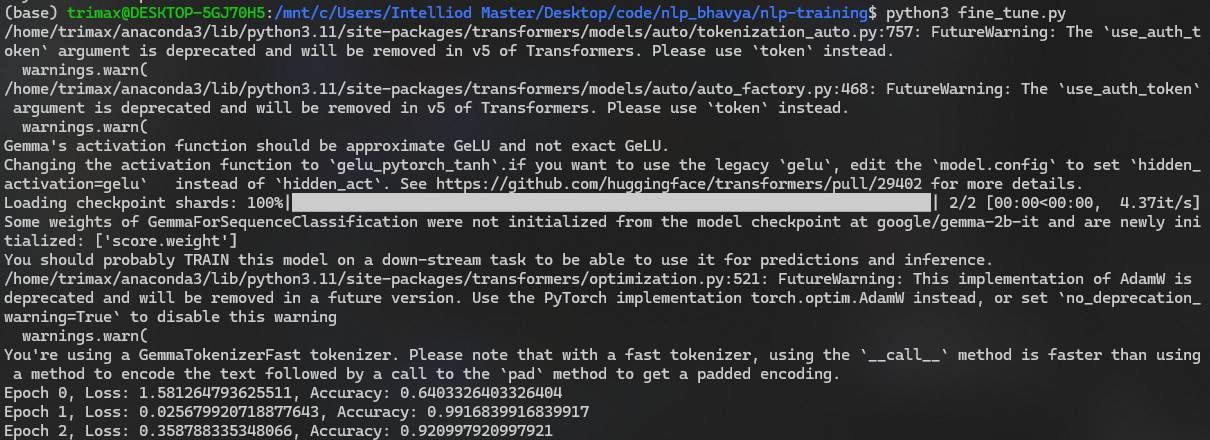 (base) trimax@DESKTOP-5GJ70H5:/mnt/c/Users/Intelliod Master/Desktop/code/nlp_bhavya/nlp-training$ python3 fine_tune.py
/home/trimax/anaconda3/lib/python3.11/site-packages/transformers/models/auto/tokenization_auto.py:757: FutureWarning: The `use_auth_t
oken` argument is deprecated and will be removed in v5 of Transformers. Please use `token` instead.
  warnings.warn(
/home/trimax/anaconda3/lib/python3.11/site-packages/transformers/models/auto/auto_factory.py:468: FutureWarning: The `use_auth_token`
 argument is deprecated and will be removed in v5 of Transformers. Please use `token` instead.
  warnings.warn(
Gemma's activation function should be approximate GeLU and not exact GeLU.
Changing the activation function to `gelu_pytorch_tanh`.if you want to use the legacy `gelu`, edit the `model.config` to set `hidden_
activation=gelu`   instead of `hidden_act`. See https://github.com/huggingface/transformers/pull/29402 for more details.
Loading checkpoint shards: 100%|| 2/2 [00:00<00:00,  4.37it/s]
Some weights of GemmaForSequenceClassification were not initialized from the model checkpoint at google/gemma-2b-it and are newly ini
tialized: ['score.weight']
You should probably TRAIN this model on a down-stream task to be able to use it for predictions and inference.
/home/trimax/anaconda3/lib/python3.11/site-packages/transformers/optimization.py:521: FutureWarning: This implementation of AdamW is
deprecated and will be removed in a future version. Use the PyTorch implementation torch.optim.AdamW instead, or set `no_deprecation_
warning=True` to disable this warning
  warnings.warn(
You're using a GemmaTokenizerFast tokenizer. Please note that with a fast tokenizer, using the `__call__` method is faster than using
 a method to encode the text followed by a call to the `pad` method to get a padded encoding.
Epoch 0, Loss: 1.581264793625511, Accuracy: 0.6403326403326404
Epoch 1, Loss: 0.025679920718877643, Accuracy: 0.9916839916839917
Epoch 2, Loss: 0.358788335348066, Accuracy: 0.920997920997921